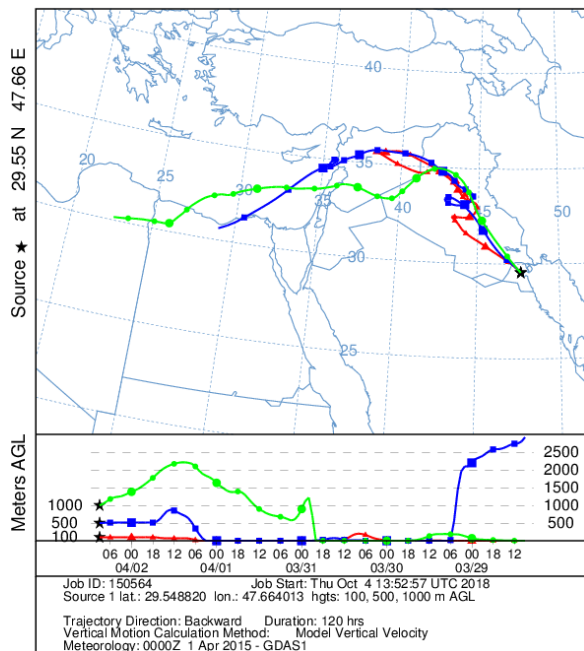 Source ★ at 29.55 N 47.66 E
40
20
25
30
35
35
40
45
50
30
25
Meters AGL
2500
2000
1500
1000
500
1000
500
100
06 00 18 12 06 00 18 12 06 00 18 12 06 00 18 12 06 00 18 12
04/02 04/01 03/31 03/30 03/29
Job ID: 150564 Job Start: Thu Oct 4 13:52:57 UTC 2018
Source 1 lat.: 29.548820 lon.: 47.664013 hgts: 100, 500, 1000 m AGL
Trajectory Direction: Backward Duration: 120 hrs
Vertical Motion Calculation Method: Model Vertical Velocity
Meteorology: 0000Z 1 Apr 2015 - GDAS1